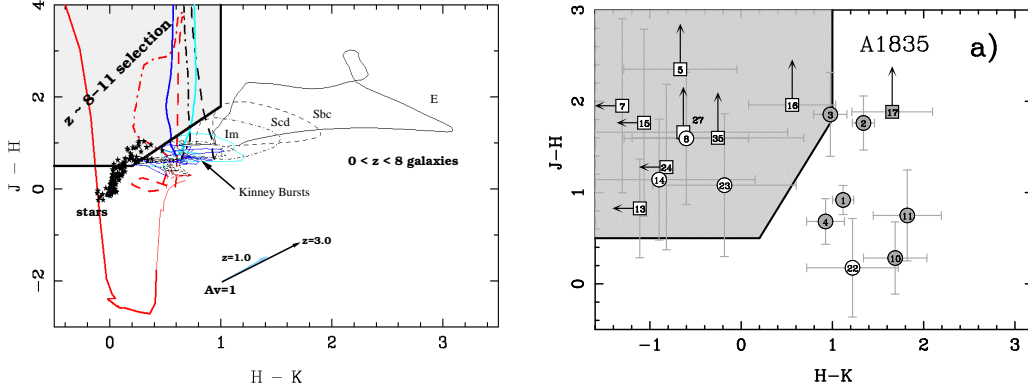 4
2
0
−2
J − H
z ~ 8-11 selection
E
Sbc
Scd
Im
0 < z < 8 galaxies
Kinney Bursts
stars
z=3.0
z=1.0
Av=1
0
1
2
3
H − K
3
2
1
0
J-H
A1835
a)
5
7
15
27
6
35
16
3
2
17
24
14
23
13
1
4
11
10
22
-1
0
1
2
3
H-K